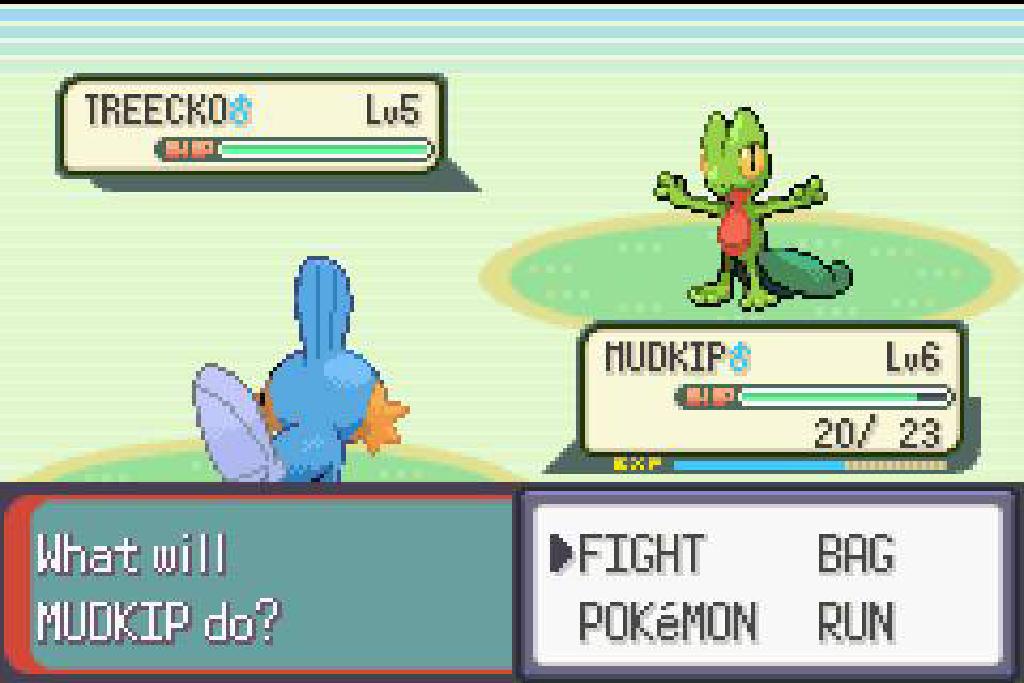 TREECKO♂ Lv5
HP
MUDKIP♂ Lv6
HP
20/ 23
EXP
What will
MUDKIP do?
▶FIGHT BAG
POKéMON RUN